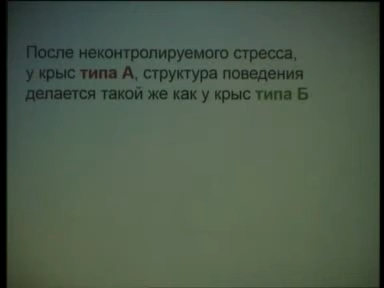 После неконтролируемого стресса,
у крыс типа А, структура поведения
делается такой же как у крыс типа Б